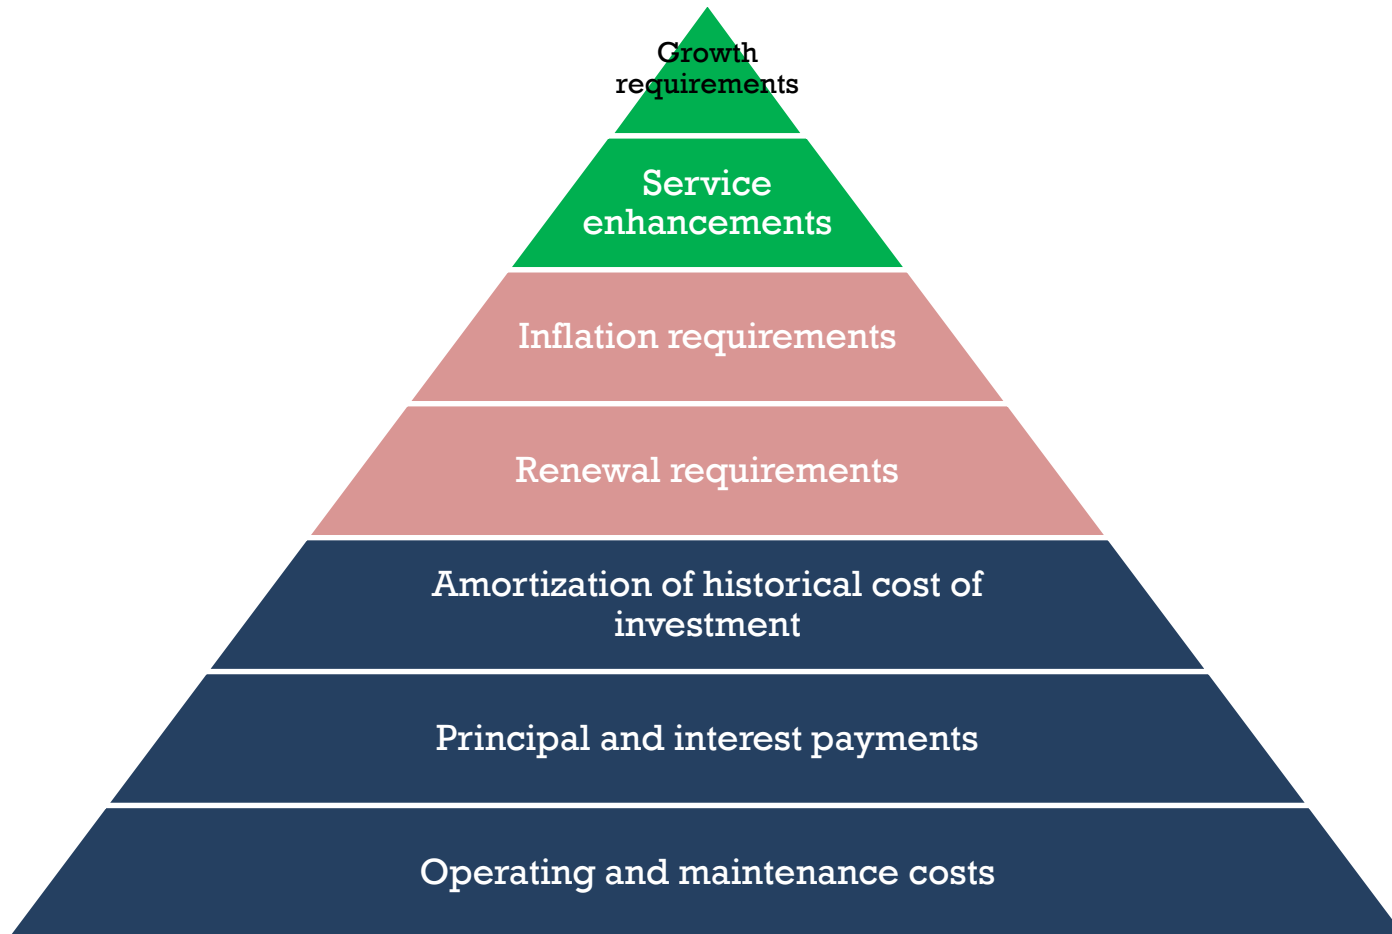 Growth
requirements
Service
enhancements
Inflation requirements
Renewal requirements
Amortization of historical cost of
investment
Principal and interest payments
Operating and maintenance costs